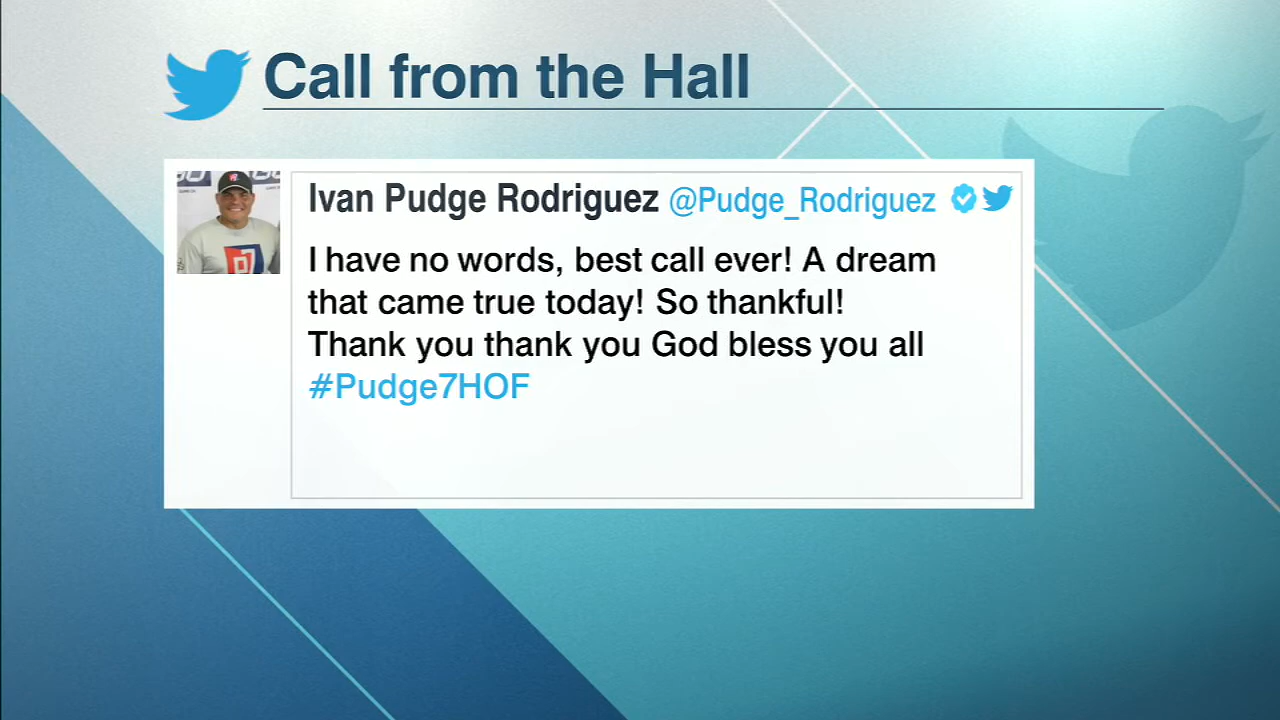 Call from the Hall
Ivan Pudge Rodriguez @Pudge_Rodriguez
I have no words, best call ever! A dream
that came true today! So thankful!
Thank you thank you God bless you all
#Pudge7HOF